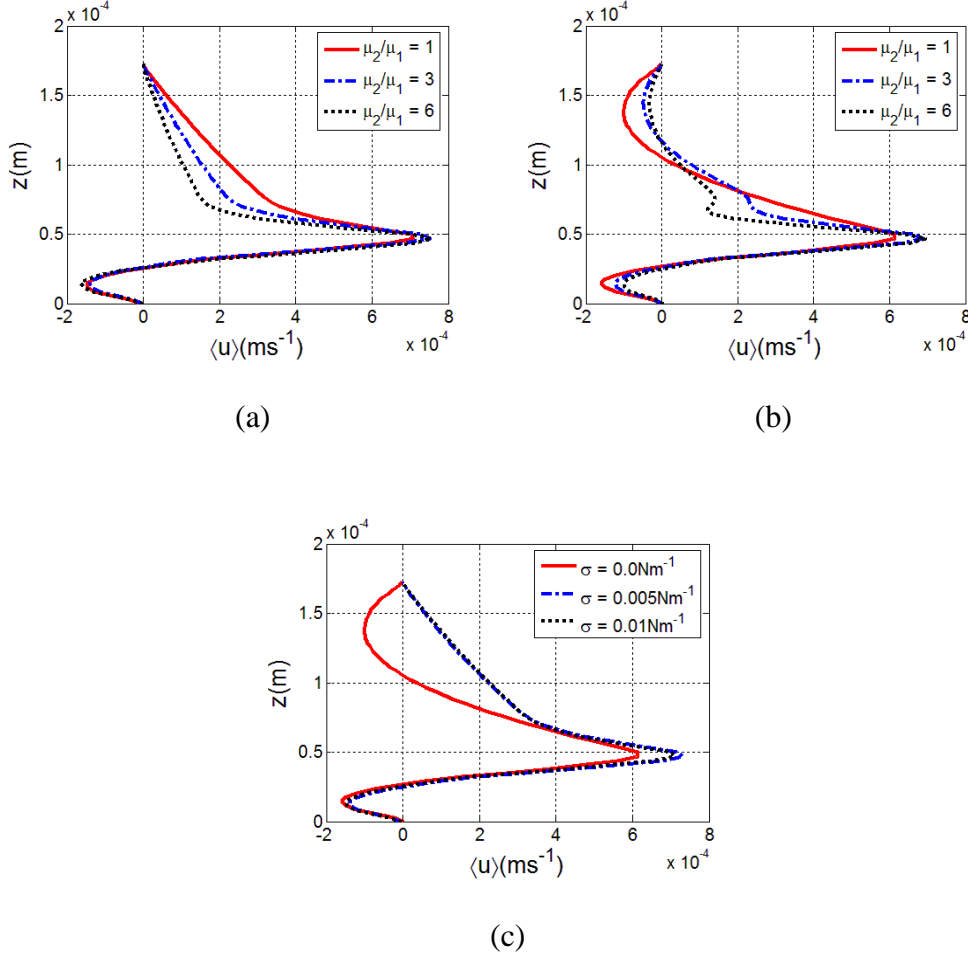 x 10⁻⁴
2
1.5
1
0.5
0
z(m)
-2 0 2 4 6 8
x 10⁻⁴
⟨u⟩(ms⁻¹)
μ₂/μ₁ = 1
μ₂/μ₁ = 3
μ₂/μ₁ = 6
(a)
x 10⁻⁴
2
1.5
1
0.5
0
z(m)
-2 0 2 4 6 8
x 10⁻⁴
⟨u⟩(ms⁻¹)
μ₂/μ₁ = 1
μ₂/μ₁ = 3
μ₂/μ₁ = 6
(b)
x 10⁻⁴
2
1.5
1
0.5
0
z(m)
-2 0 2 4 6 8
x 10⁻⁴
⟨u⟩(ms⁻¹)
σ = 0.0Nm⁻¹
σ = 0.005Nm⁻¹
σ = 0.01Nm⁻¹
(c)